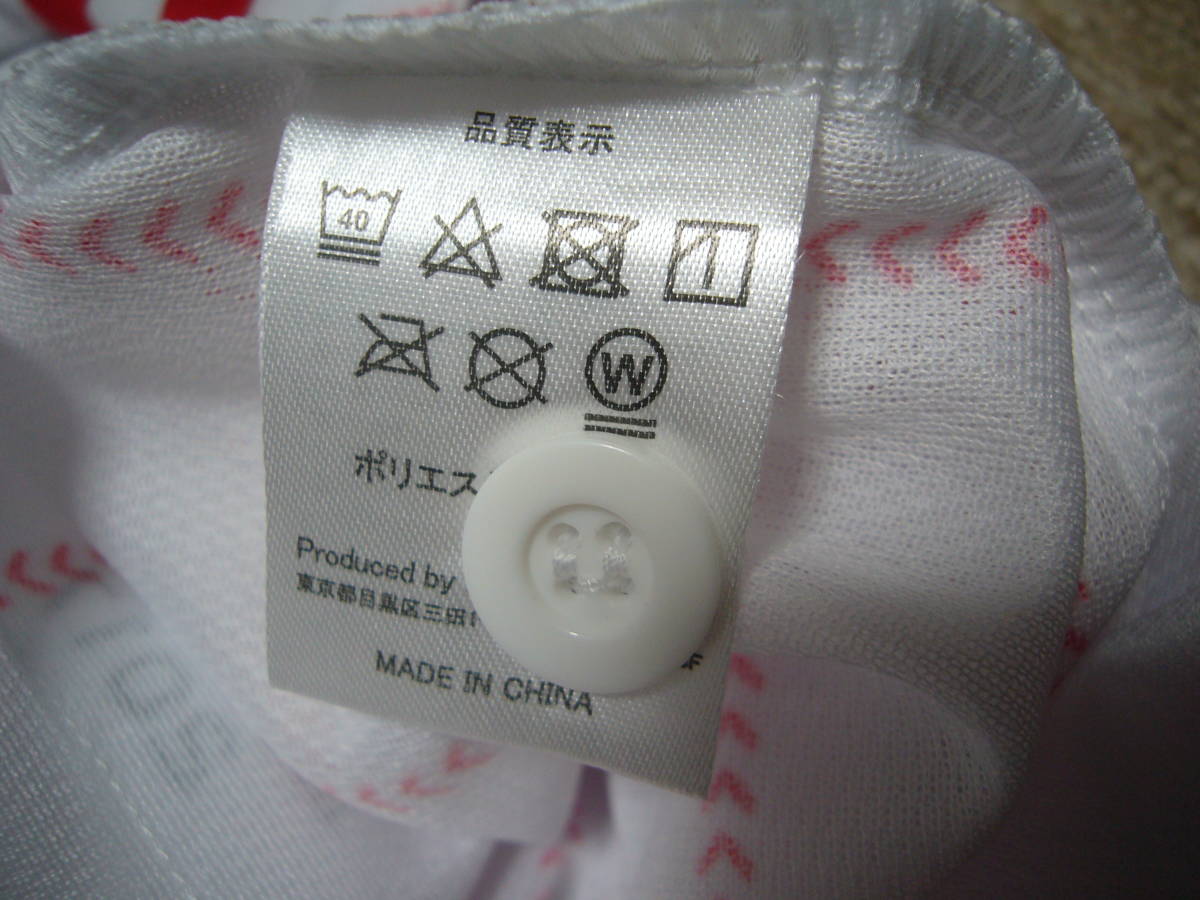 品質表示
40
W
ポリエス
Produced by
東京都目黒区三田1
MADE IN CHINA